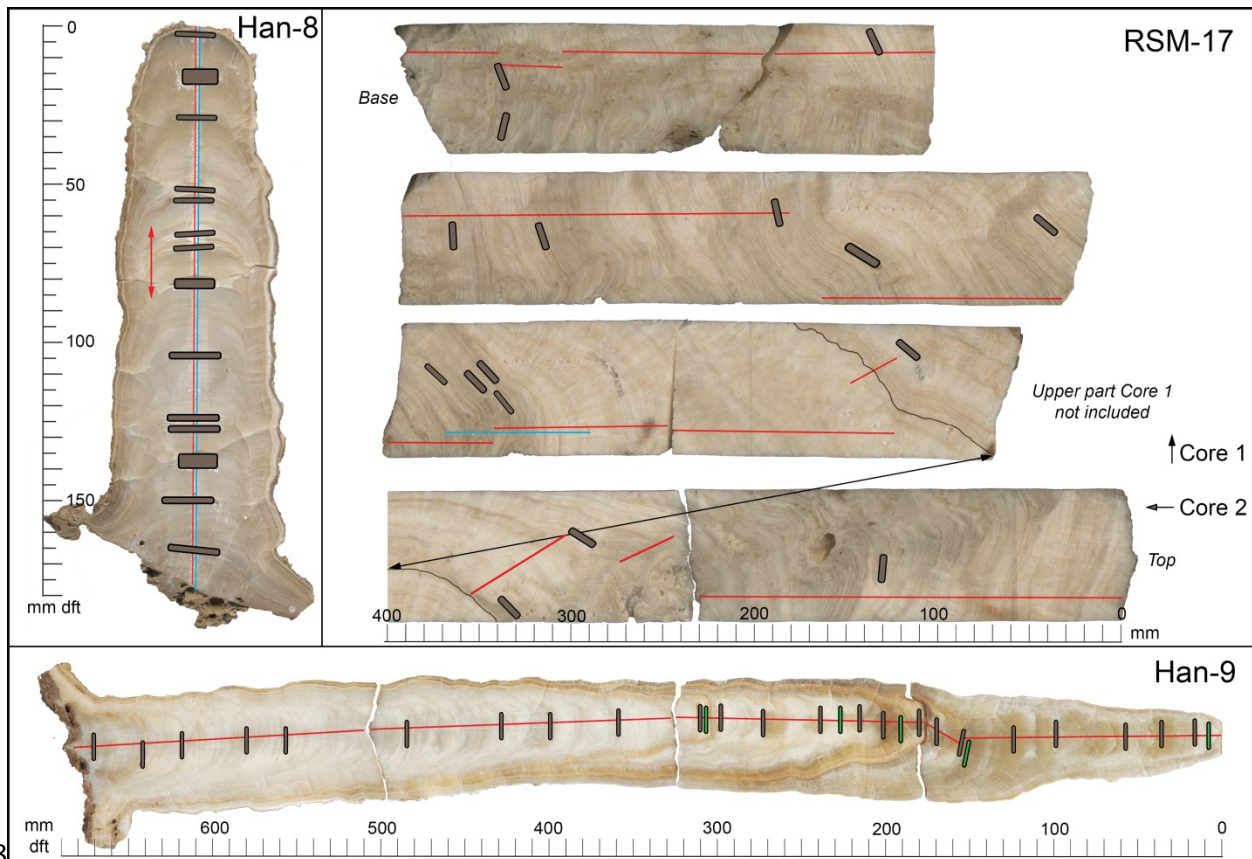 Han-8
0
50
100
150
mm dft
RSM-17
Base
Upper part Core 1
not included
Core 1
Core 2
Top
400
300
200
100
0
mm
Han-9
mm
dft
600
500
400
300
200
100
0
3